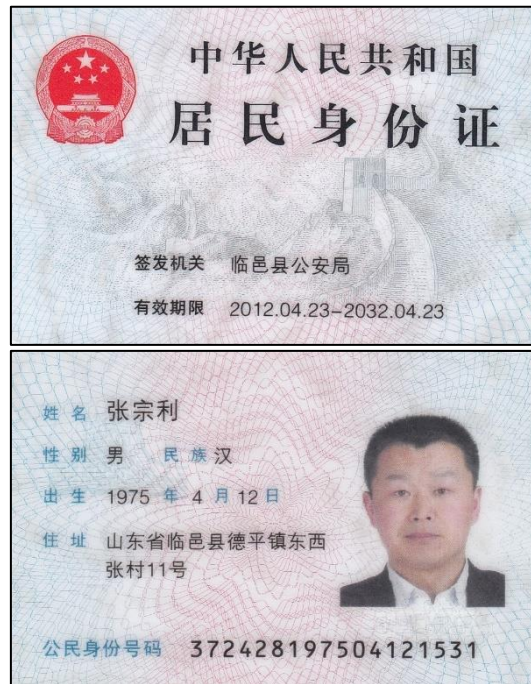 中华人民共和国
居民身份证
签发机关 临邑县公安局
有效期限 2012.04.23-2032.04.23
姓名 张宗利
性别 男 民族 汉
出生 1975 年 4 月 12 日
住址 山东省临邑县德平镇东西
张村11号
公民身份号码 372428197504121531